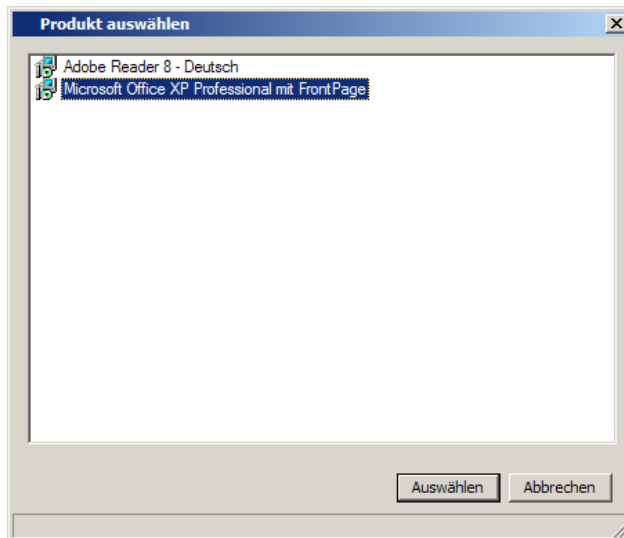 Produkt auswählen
Adobe Reader 8 - Deutsch
Microsoft Office XP Professional mit FrontPage
Auswählen
Abbrechen